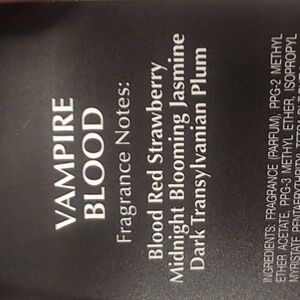 VAMPIRE
BLOOD
Fragrance Notes:
Blood Red Strawberry
Midnight Blooming Jasmine
Dark Transylvanian Plum
INGREDIENTS: FRAGRANCE (PARFUM), PPG-2 METHYL
ETHER ACETATE, PPG-3 METHYL ETHER, ISOPROPYL
MYRISTATE